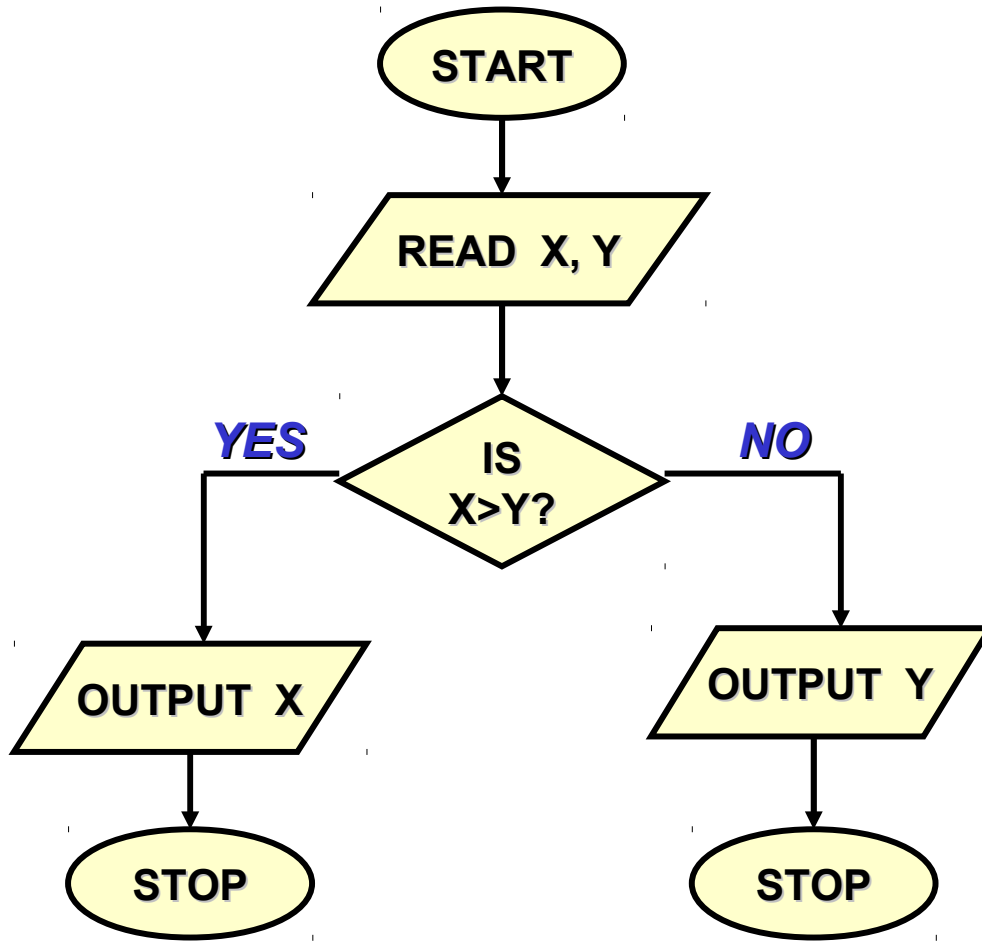 START
READ X, Y
YES
IS
X>Y?
NO
OUTPUT X
OUTPUT Y
STOP
STOP